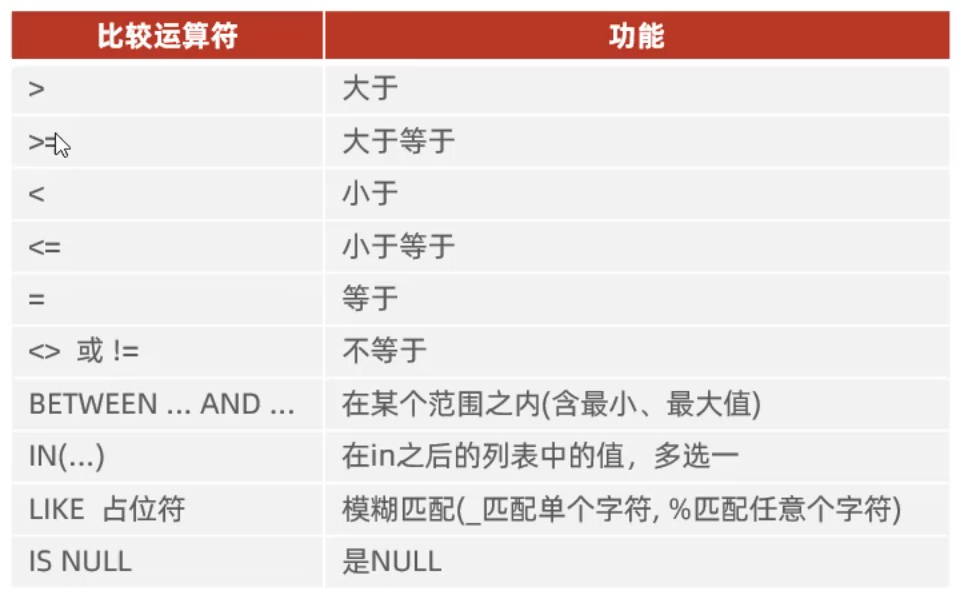 比较运算符 功能
> 大于
>= 大于等于
< 小于
<= 小于等于
= 等于
<> 或 != 不等于
BETWEEN ... AND ... 在某个范围之内(含最小、最大值)
IN(...) 在in之后的列表中的值，多选一
LIKE 占位符 模糊匹配(_匹配单个字符, %匹配任意个字符)
IS NULL 是NULL